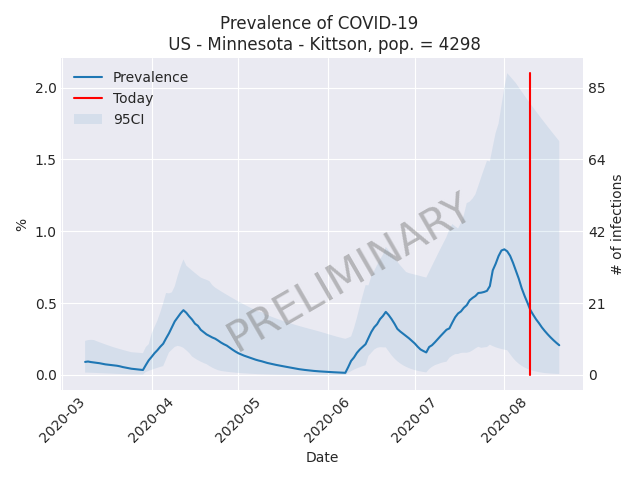 Prevalence of COVID-19
US - Minnesota - Kittson, pop. = 4298
Prevalence
Today
95CI
2.0
1.5
1.0
0.5
0.0
%
85
64
42
21
0
# of infections
PRELIMINARY
2020-03
2020-04
2020-05
2020-06
2020-07
2020-08
Date